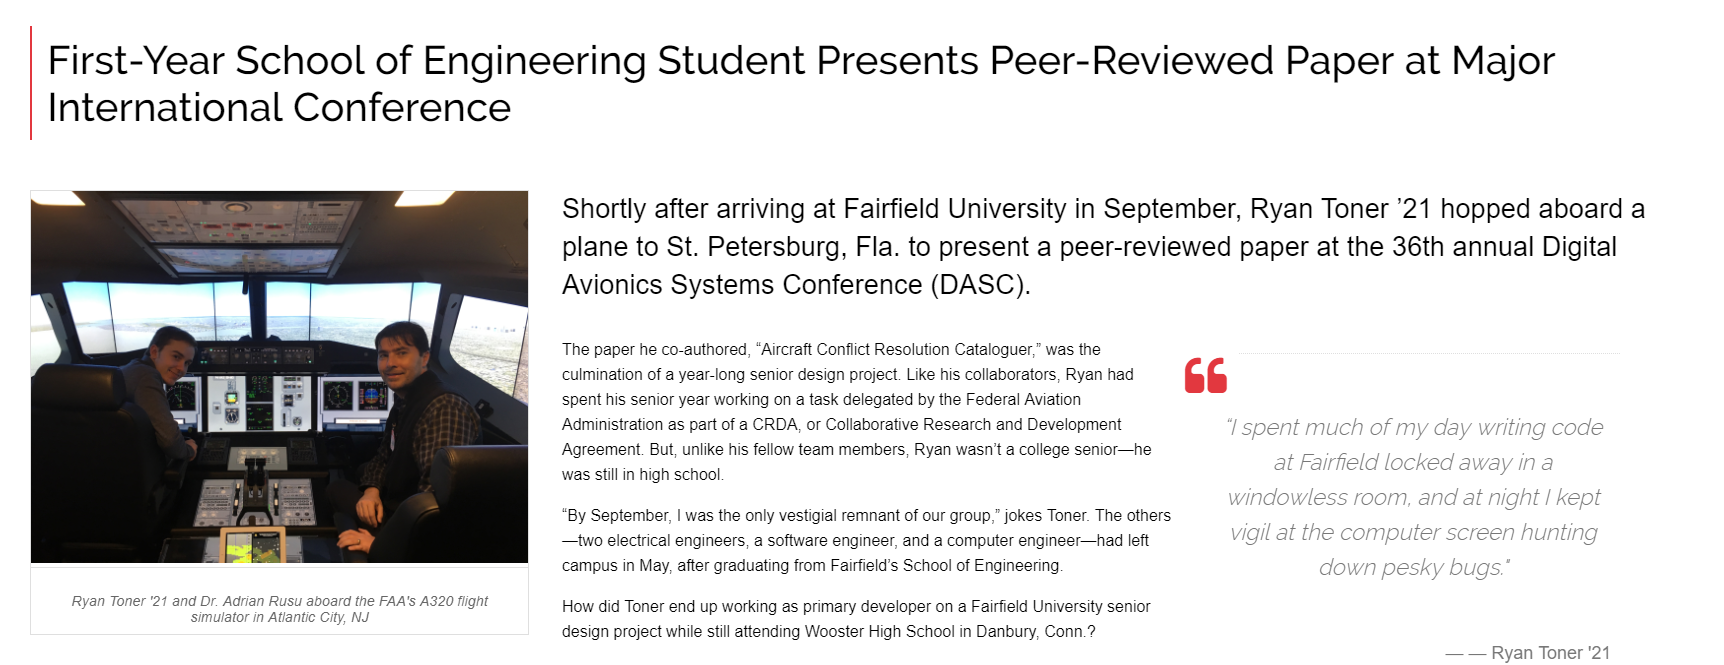 First-Year School of Engineering Student Presents Peer-Reviewed Paper at Major
International Conference
Shortly after arriving at Fairfield University in September, Ryan Toner ’21 hopped aboard a
plane to St. Petersburg, Fla. to present a peer-reviewed paper at the 36th annual Digital
Avionics Systems Conference (DASC).
Ryan Toner '21 and Dr. Adrian Rusu aboard the FAA's A320 flight
simulator in Atlantic City, NJ
The paper he co-authored, “Aircraft Conflict Resolution Cataloguer,” was the
culmination of a year-long senior design project. Like his collaborators, Ryan had
spent his senior year working on a task delegated by the Federal Aviation
Administration as part of a CRDA, or Collaborative Research and Development
Agreement. But, unlike his fellow team members, Ryan wasn’t a college senior—he
was still in high school.
“By September, I was the only vestigial remnant of our group,” jokes Toner. The others
—two electrical engineers, a software engineer, and a computer engineer—had left
campus in May, after graduating from Fairfield’s School of Engineering.
How did Toner end up working as primary developer on a Fairfield University senior
design project while still attending Wooster High School in Danbury, Conn.?
“I spent much of my day writing code
at Fairfield locked away in a
windowless room, and at night I kept
vigil at the computer screen hunting
down pesky bugs."
— — Ryan Toner '21